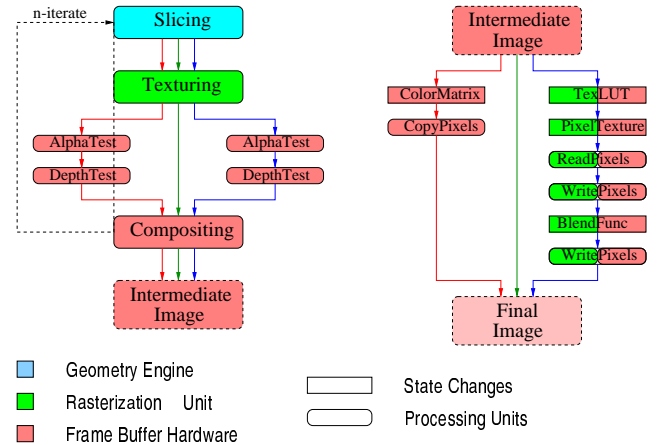 n-iterate
Slicing
Texturing
AlphaTest
AlphaTest
DepthTest
DepthTest
Compositing
Intermediate
Image
Intermediate
Image
ColorMatrix
CopyPixels
TexLUT
PixelTexture
ReadPixels
WritePixels
BlendFunc
WritePixels
Final
Image
Geometry Engine
Rasterization Unit
Frame Buffer Hardware
State Changes
Processing Units